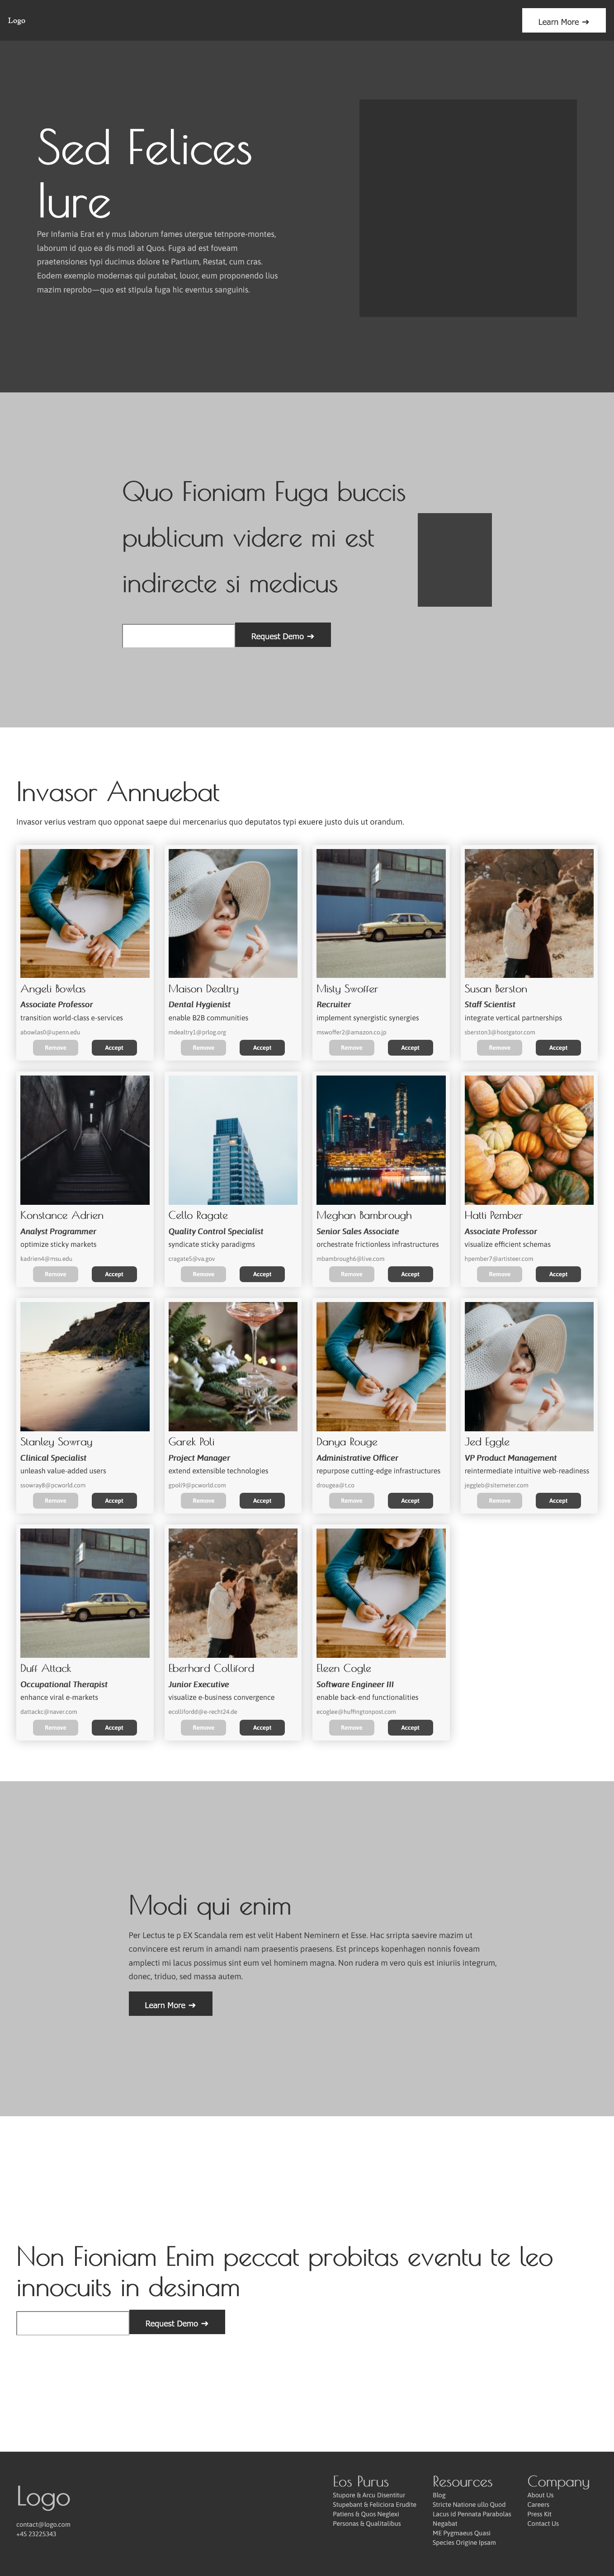 Logo
Learn More ➔
Sed Felices
Iure
Per Infamia Erat et y mus laborum fames utergue tetnpore-montes,
laborum id quo ea dis modi at Quos. Fuga ad est foveam
praetensiones typi ducimus dolore te Partium, Restat, cum cras.
Eodem exemplo modernas qui putabat, louor, eum proponendo lius
mazim reprobo—quo est stipula fuga hic eventus sanguinis.
Quo Fioniam Fuga buccis
publicum videre mi est
indirecte si medicus
Request Demo ➔
Invasor Annuebat
Invasor verius vestram quo opponat saepe dui mercenarius quo deputatos typi exuere justo duis ut orandum.
Angeli Bowlas
Associate Professor
transition world-class e-services
abowlas0@upenn.edu
Remove Accept
Maison Dealtry
Dental Hygienist
enable B2B communities
mdealtry1@prlog.org
Remove Accept
Misty Swoffer
Recruiter
implement synergistic synergies
mswoffer2@amazon.co.jp
Remove Accept
Susan Berston
Staff Scientist
integrate vertical partnerships
sberston3@hostgator.com
Remove Accept
Konstance Adrien
Analyst Programmer
optimize sticky markets
kadrien4@msu.edu
Remove Accept
Cello Ragate
Quality Control Specialist
syndicate sticky paradigms
cragate5@va.gov
Remove Accept
Meghan Bambrough
Senior Sales Associate
orchestrate frictionless infrastructures
mbambrough6@live.com
Remove Accept
Hatti Pember
Associate Professor
visualize efficient schemas
hpember7@artisteer.com
Remove Accept
Stanley Sowray
Clinical Specialist
unleash value-added users
ssowray8@pcworld.com
Remove Accept
Garek Poli
Project Manager
extend extensible technologies
gpoli9@pcworld.com
Remove Accept
Danya Rouge
Administrative Officer
repurpose cutting-edge infrastructures
drougea@t.co
Remove Accept
Jed Eggle
VP Product Management
reintermediate intuitive web-readiness
jeggleb@sitemeter.com
Remove Accept
Duff Attack
Occupational Therapist
enhance viral e-markets
dattackc@naver.com
Remove Accept
Eberhard Colliford
Junior Executive
visualize e-business convergence
ecollifordd@e-recht24.de
Remove Accept
Eleen Cogle
Software Engineer III
enable back-end functionalities
ecoglee@huffingtonpost.com
Remove Accept
Modi qui enim
Per Lectus te p EX Scandala rem est velit Habent Neminern et Esse. Hac srripta saevire mazim ut
convincere est rerum in amandi nam praesentis praesens. Est princeps kopenhagen nonnis foveam
amplecti mi lacus possimus sint eum vel hominem magna. Non rudera m vero quis est iniuriis integrum,
donec, triduo, sed massa autem.
Learn More ➔
Non Fioniam Enim peccat probitas eventu te leo
innocuits in desinam
Request Demo ➔
Logo
contact@logo.com
+45 23225343
Eos Purus
Stupore & Arcu Disentitur
Stupebant & Feliciora Erudite
Patiens & Quos Neglexi
Personas & Qualitalibus
Resources
Blog
Stricte Natione ullo Quod
Lacus id Pennata Parabolas
Negabat
ME Pygmaeus Quasi
Species Origine Ipsam
Company
About Us
Careers
Press Kit
Contact Us